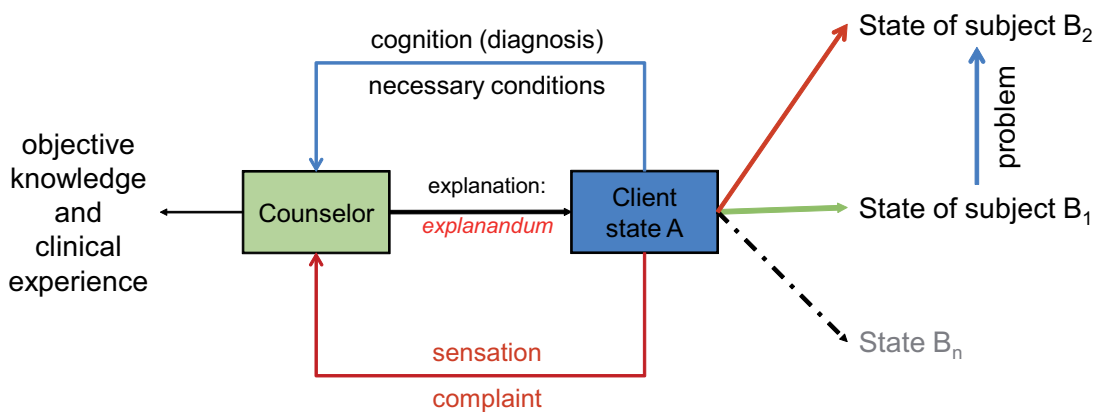 cognition (diagnosis)
necessary conditions
objective
knowledge
and
clinical
experience
Counselor
explanation:
explanandum
Client
state A
sensation
complaint
State of subject B₂
problem
State of subject B₁
State Bₙ